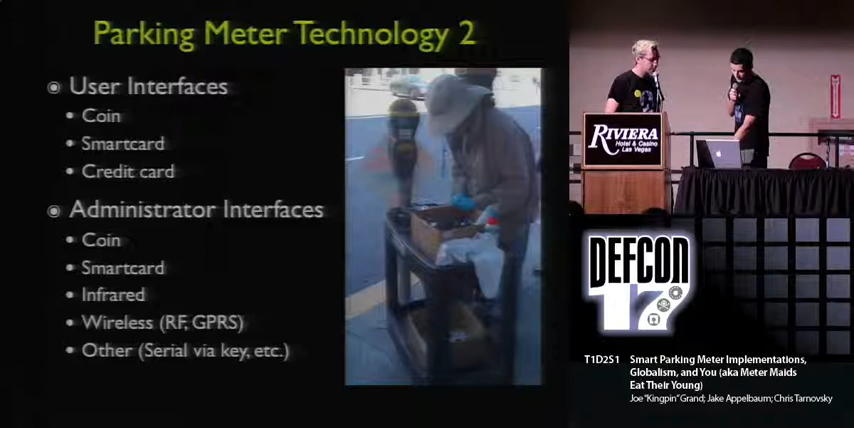 Parking Meter Technology 2
User Interfaces
Coin
Smartcard
Credit card
Administrator Interfaces
Coin
Smartcard
Infrared
Wireless (RF, GPRS)
Other (Serial via key, etc.)
RIVIERA
Hotel & Casino
Las Vegas
DEFCON
17
T1D2S1 Smart Parking Meter Implementations,
Globalism, and You (aka Meter Maids
Eat Their Young)
Joe "Kingpin" Grand; Jake Appelbaum; Chris Tarnovsky